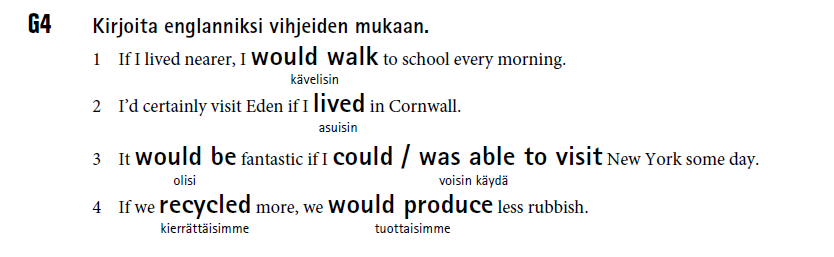 G4 Kirjoita englanniksi vihjeiden mukaan.
1 If I lived nearer, I would walk to school every morning.
kävelisin
2 I'd certainly visit Eden if I lived in Cornwall.
asuisin
3 It would be fantastic if I could / was able to visit New York some day.
olisi voisin käydä
4 If we recycled more, we would produce less rubbish.
kierrättäisimme tuottaisimme